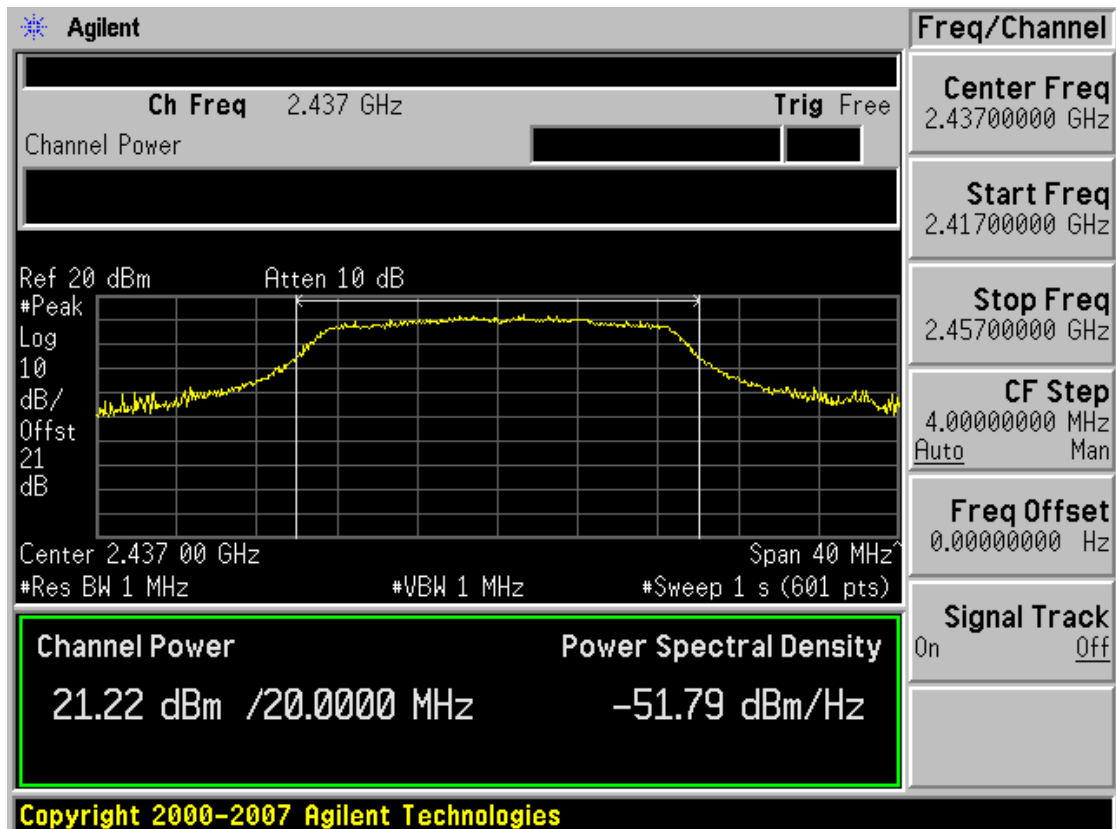 Agilent
Freq/Channel
Ch Freq 2.437 GHz Trig Free
Channel Power
Ref 20 dBm Atten 10 dB
#Peak
Log
10
dB/
Offst
21
dB
Center 2.437 00 GHz Span 40 MHz^
#Res BW 1 MHz #VBW 1 MHz #Sweep 1 s (601 pts)
Channel Power Power Spectral Density
21.22 dBm /20.0000 MHz -51.79 dBm/Hz
Center Freq
2.43700000 GHz
Start Freq
2.41700000 GHz
Stop Freq
2.45700000 GHz
CF Step
4.00000000 MHz
Auto Man
Freq Offset
0.00000000 Hz
Signal Track
On Off
Copyright 2000-2007 Agilent Technologies